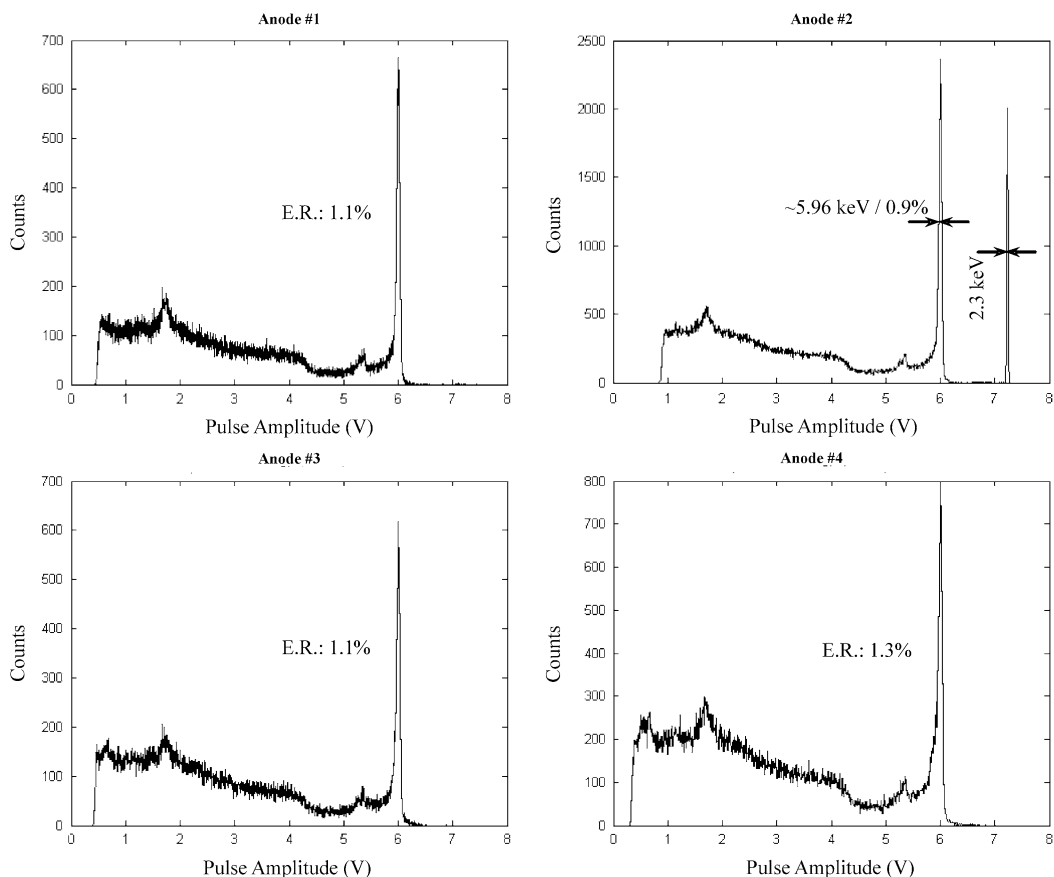 Anode #1
700
600
500
400
300
200
100
0
Counts
E.R.: 1.1%
0 1 2 3 4 5 6 7 8
Pulse Amplitude (V)
Anode #2
2500
2000
1500
1000
500
0
Counts
~5.96 keV / 0.9%
2.3 keV
0 1 2 3 4 5 6 7 8
Pulse Amplitude (V)
Anode #3
700
600
500
400
300
200
100
0
Counts
E.R.: 1.1%
0 1 2 3 4 5 6 7 8
Pulse Amplitude (V)
Anode #4
800
700
600
500
400
300
200
100
0
Counts
E.R.: 1.3%
0 1 2 3 4 5 6 7 8
Pulse Amplitude (V)